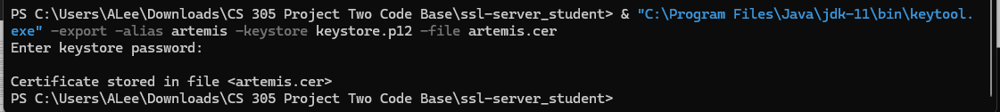 PS C:\Users\ALee\Downloads\CS 305 Project Two Code Base\ssl-server_student> & "C:\Program Files\Java\jdk-11\bin\keytool.
exe" -export -alias artemis -keystore keystore.p12 -file artemis.cer
Enter keystore password:
Certificate stored in file <artemis.cer>
PS C:\Users\ALee\Downloads\CS 305 Project Two Code Base\ssl-server_student>